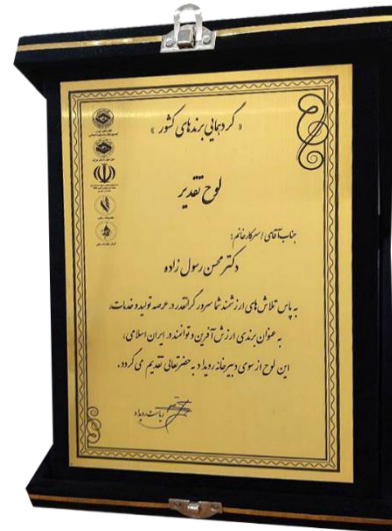 « گردهمایی برندهای کشور »
لوح تقدیر
جناب آقای / سرکار خانم:
دکتر محسن رسول زاده
به پاس تلاش های ارزشمند شما سرور گرانقدر در عرصه تولید و خدمات،
به عنوان برندی ارزش آفرین و توانمند در ایران اسلامی،
این لوح از سوی دبیرخانه رویداد به حضرتعالی تقدیم می گردد.
ریاست رویداد